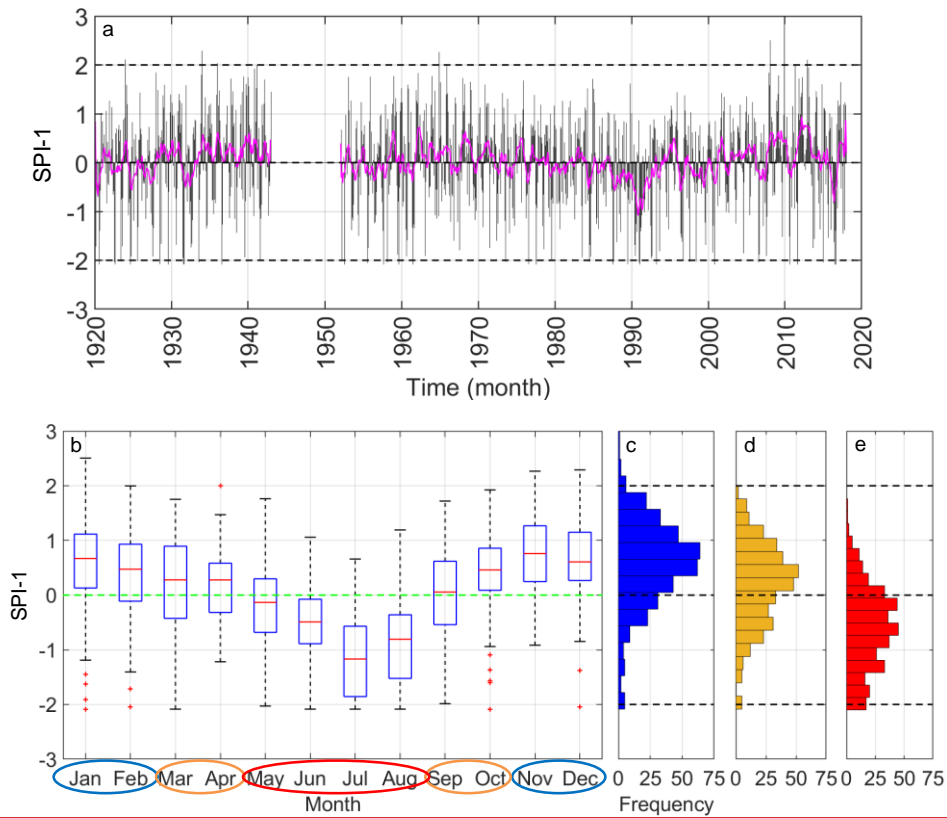 3
a
2
1
SPI-1
0
-1
-2
-3
1920
1930
1940
1950
1960
1970
1980
1990
2000
2010
2020
Time (month)
3
b
c
d
e
2
1
SPI-1
0
-1
-2
-3
Jan Feb Mar Apr May Jun Jul Aug Sep Oct Nov Dec
0 25 50 75
0 25 50 75
0 25 50 75
Month
Frequency